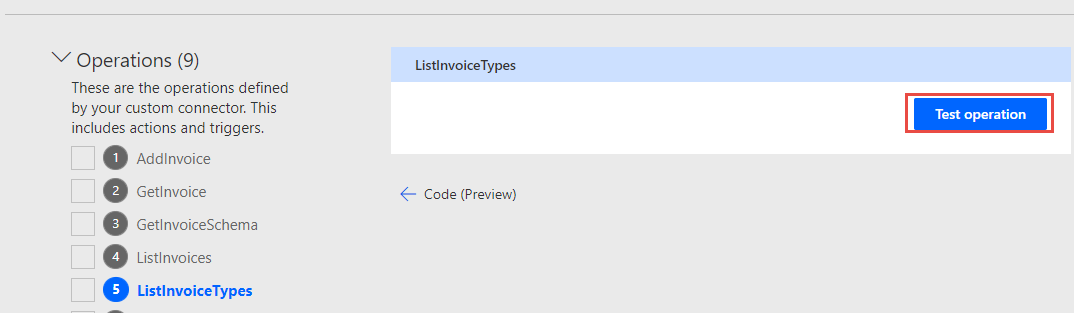 Operations (9)
These are the operations defined
by your custom connector. This
includes actions and triggers.
1 AddInvoice
2 GetInvoice
3 GetInvoiceSchema
4 ListInvoices
5 ListInvoiceTypes
ListInvoiceTypes
Test operation
Code (Preview)